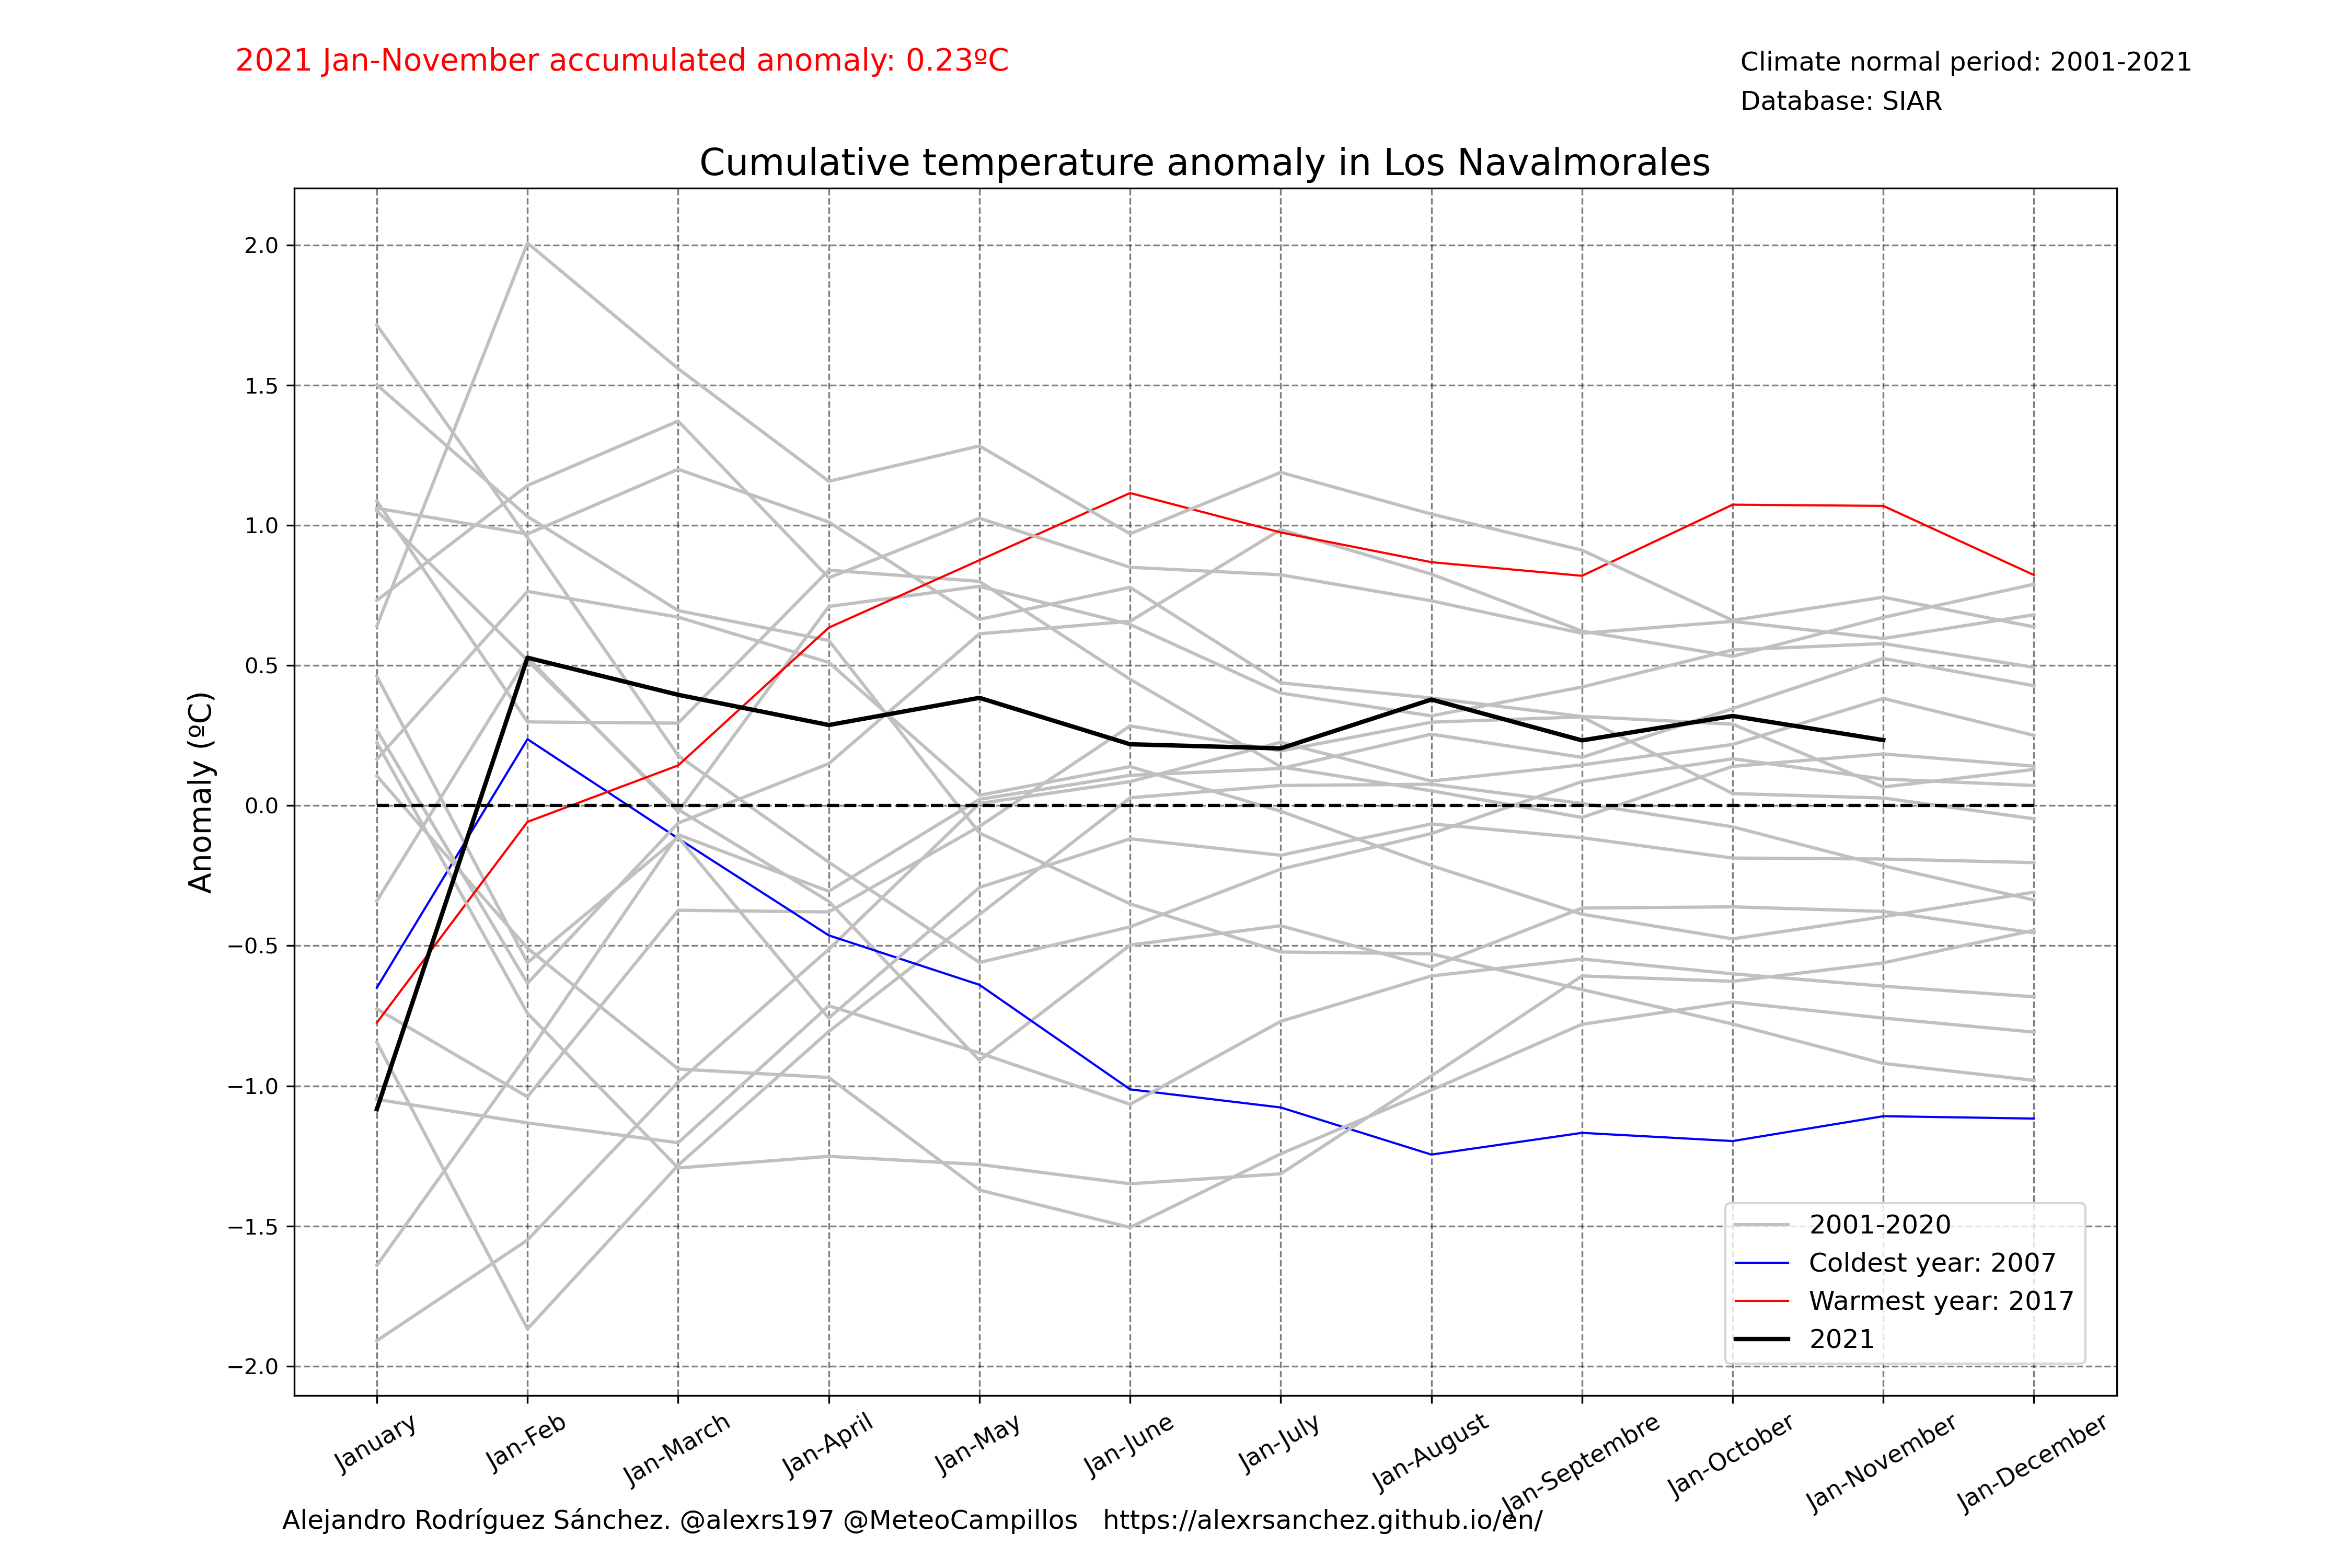 2021 Jan-November accumulated anomaly: 0.23ºC
Climate normal period: 2001-2021
Database: SIAR
Cumulative temperature anomaly in Los Navalmorales
Anomaly (ºC)
2.0
1.5
1.0
0.5
0.0
−0.5
−1.0
−1.5
−2.0
2001-2020
Coldest year: 2007
Warmest year: 2017
2021
January
Jan-Feb
Jan-March
Jan-April
Jan-May
Jan-June
Jan-July
Jan-August
Jan-Septembre
Jan-October
Jan-November
Jan-December
Alejandro Rodríguez Sánchez. @alexrs197 @MeteoCampillos https://alexrsanchez.github.io/en/